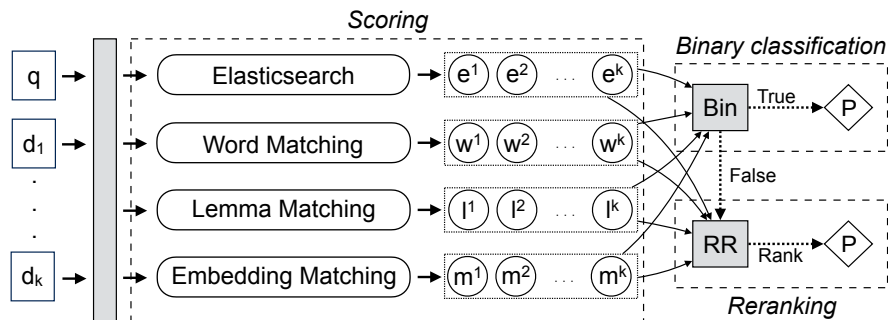 Scoring
Binary classification
q
Elasticsearch
e¹ e² . . . eᵏ
Bin
True
P
d₁
Word Matching
w¹ w² . . . wᵏ
.
.
.
False
Lemma Matching
l¹ l² . . . lᵏ
RR
Rank
P
dₖ
Embedding Matching
m¹ m² . . . mᵏ
Reranking